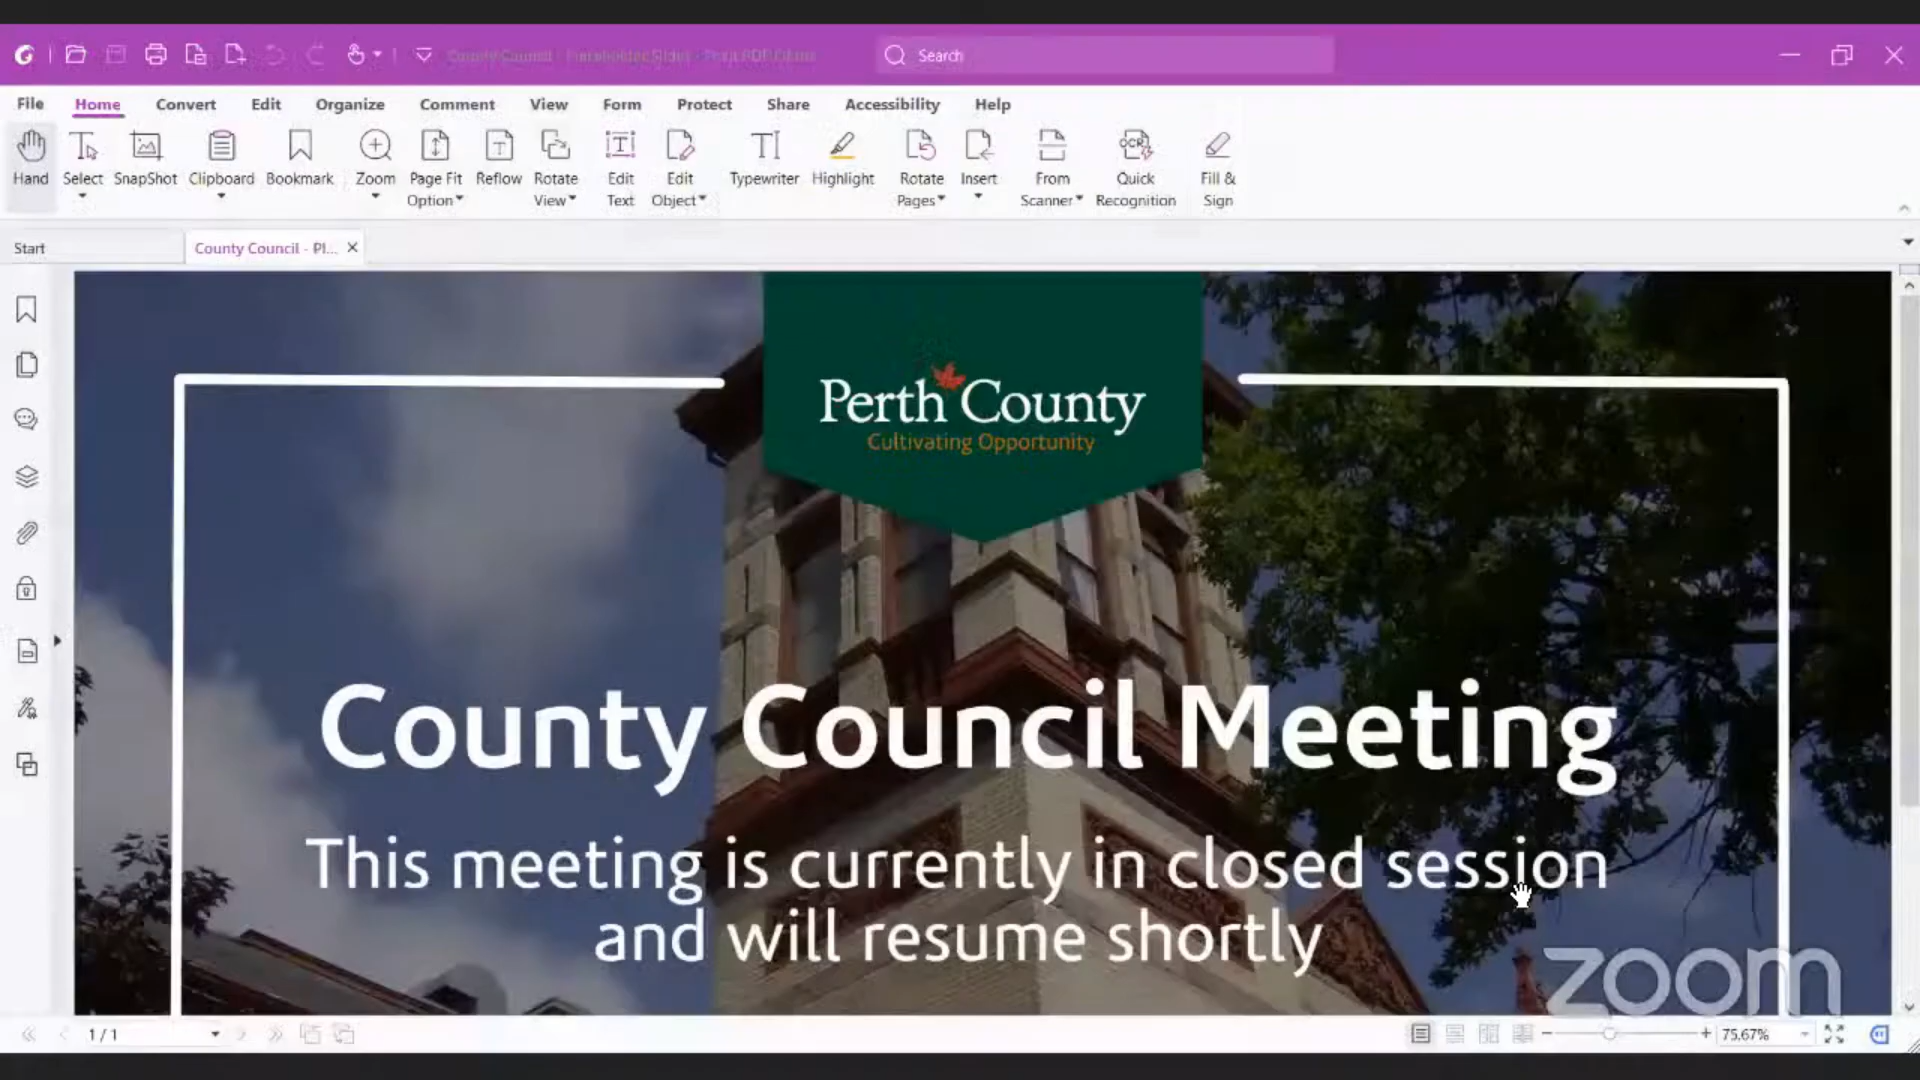 Search
File Home Convert Edit Organize Comment View Form Protect Share Accessibility Help
Hand Select SnapShot Clipboard Bookmark Zoom Page Fit Option Reflow Rotate View Edit Text Edit Object Typewriter Highlight Rotate Pages Insert From Scanner OCR Quick Recognition Fill & Sign
Start County Council - Pl...
Perth County
Cultivating Opportunity
County Council Meeting
This meeting is currently in closed session
and will resume shortly
zoom
1 / 1 75.67%